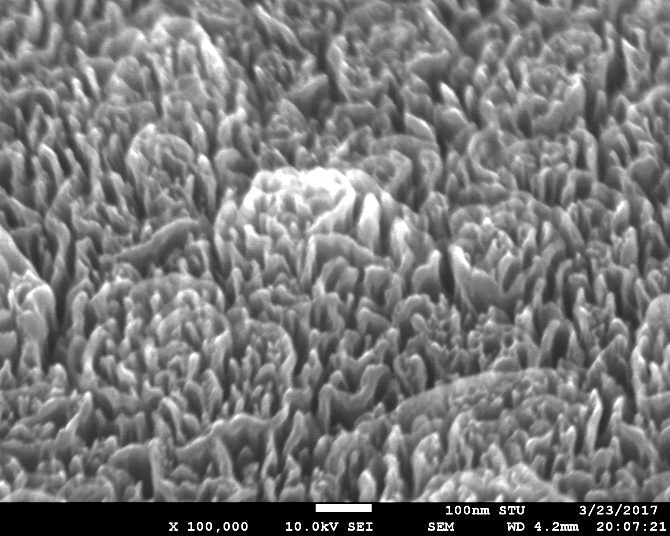 100nm STU 3/23/2017
X 100,000 10.0kV SEI SEM WD 4.2mm 20:07:21